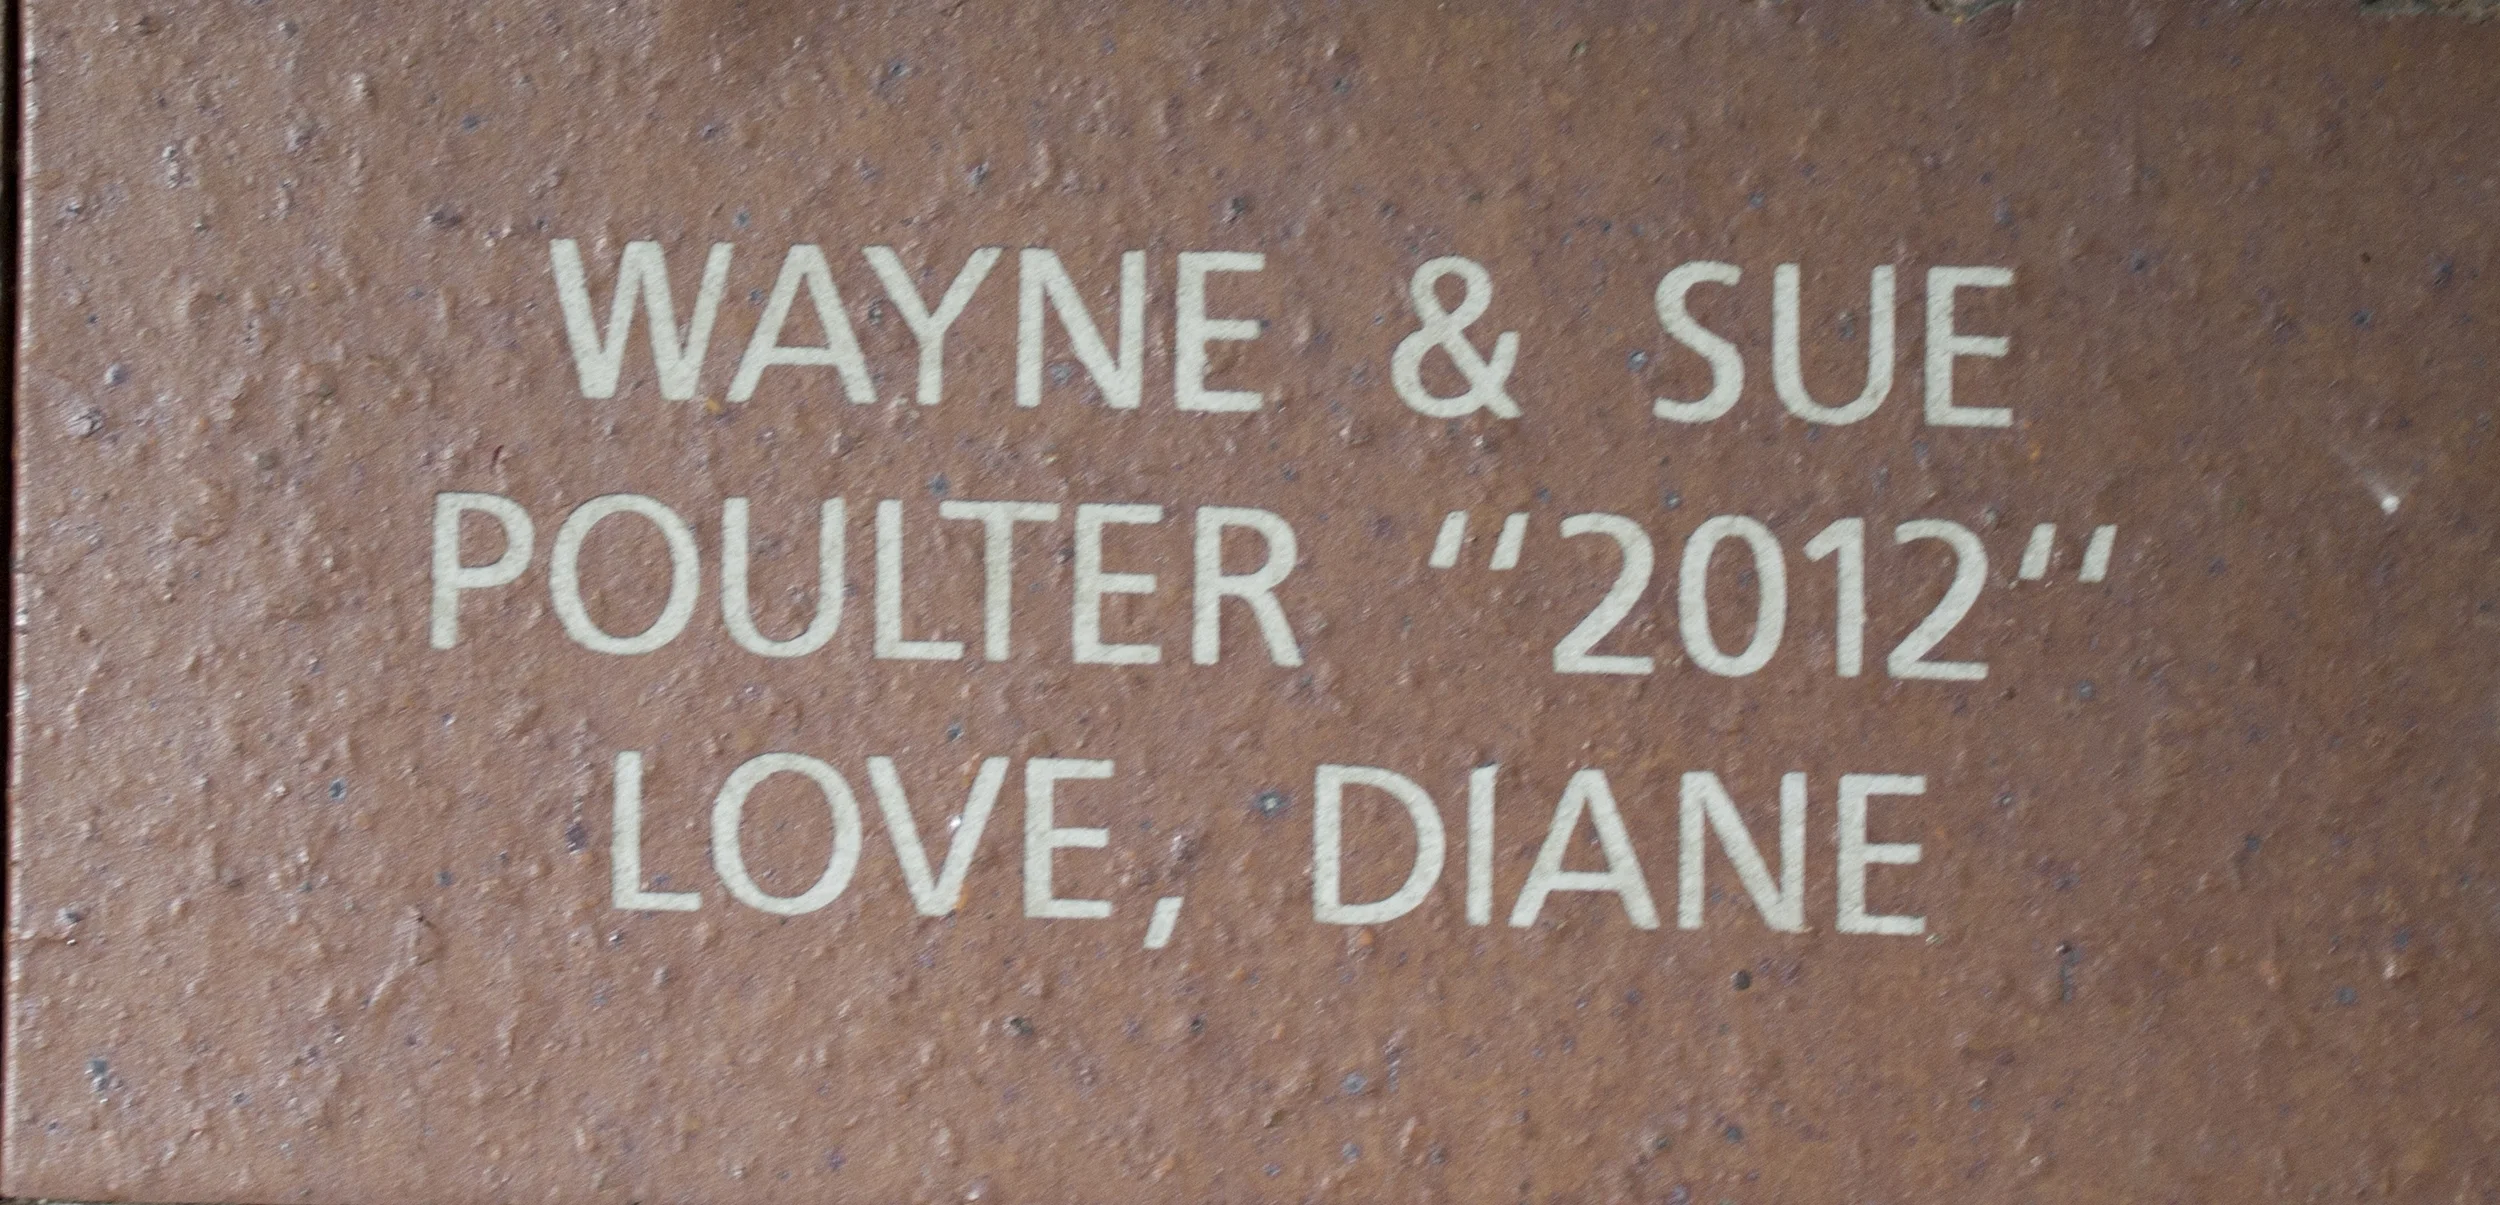 WAYNE & SUE
POULTER “2012“
LOVE, DIANE